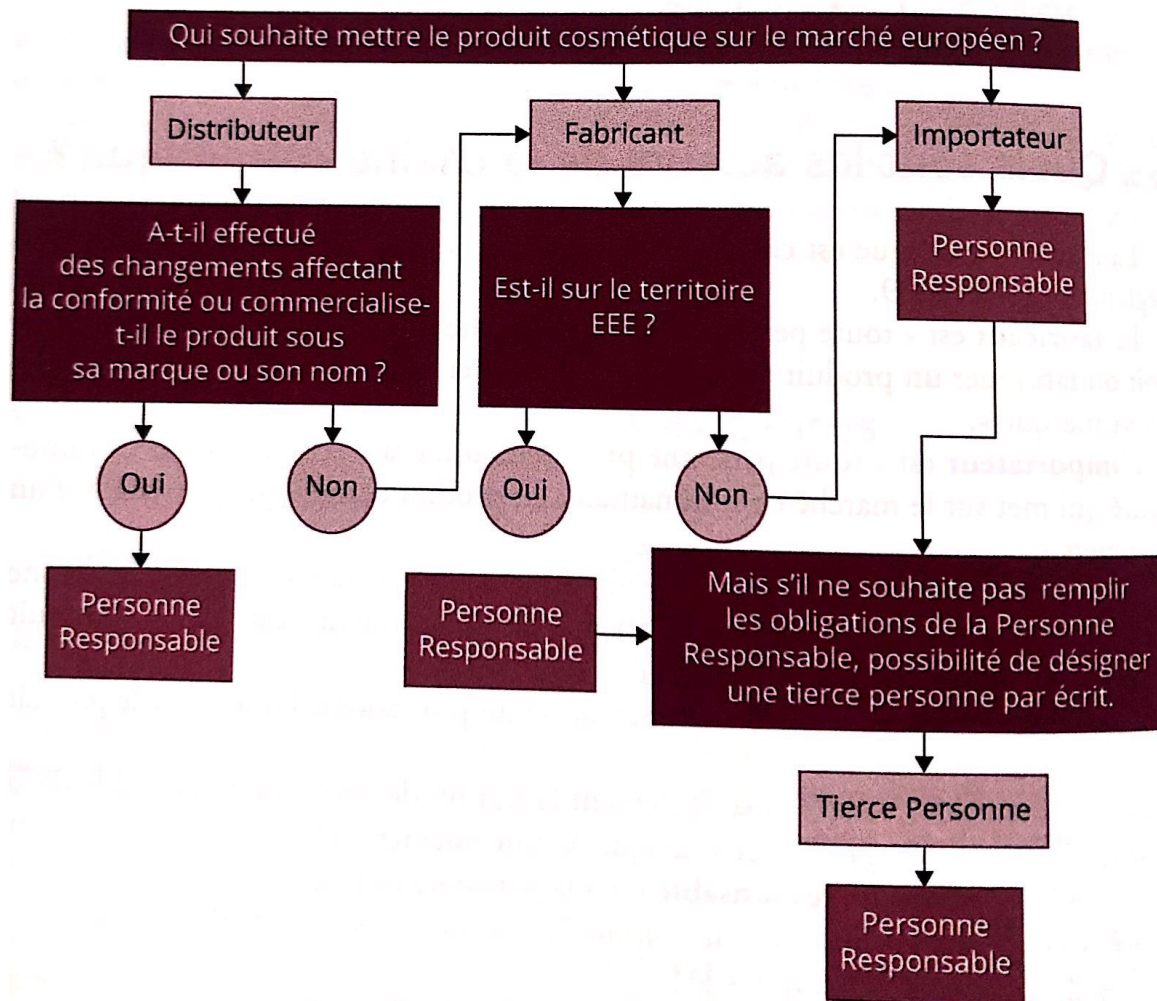 Qui souhaite mettre le produit cosmétique sur le marché européen ?
Distributeur
Fabricant
Importateur
A-t-il effectué
des changements affectant
la conformité ou commercialise-
t-il le produit sous
sa marque ou son nom ?
Est-il sur le territoire
EEE ?
Personne
Responsable
Oui
Non
Oui
Non
Personne
Responsable
Personne
Responsable
Mais s'il ne souhaite pas remplir
les obligations de la Personne
Responsable, possibilité de désigner
une tierce personne par écrit.
Tierce Personne
Personne
Responsable